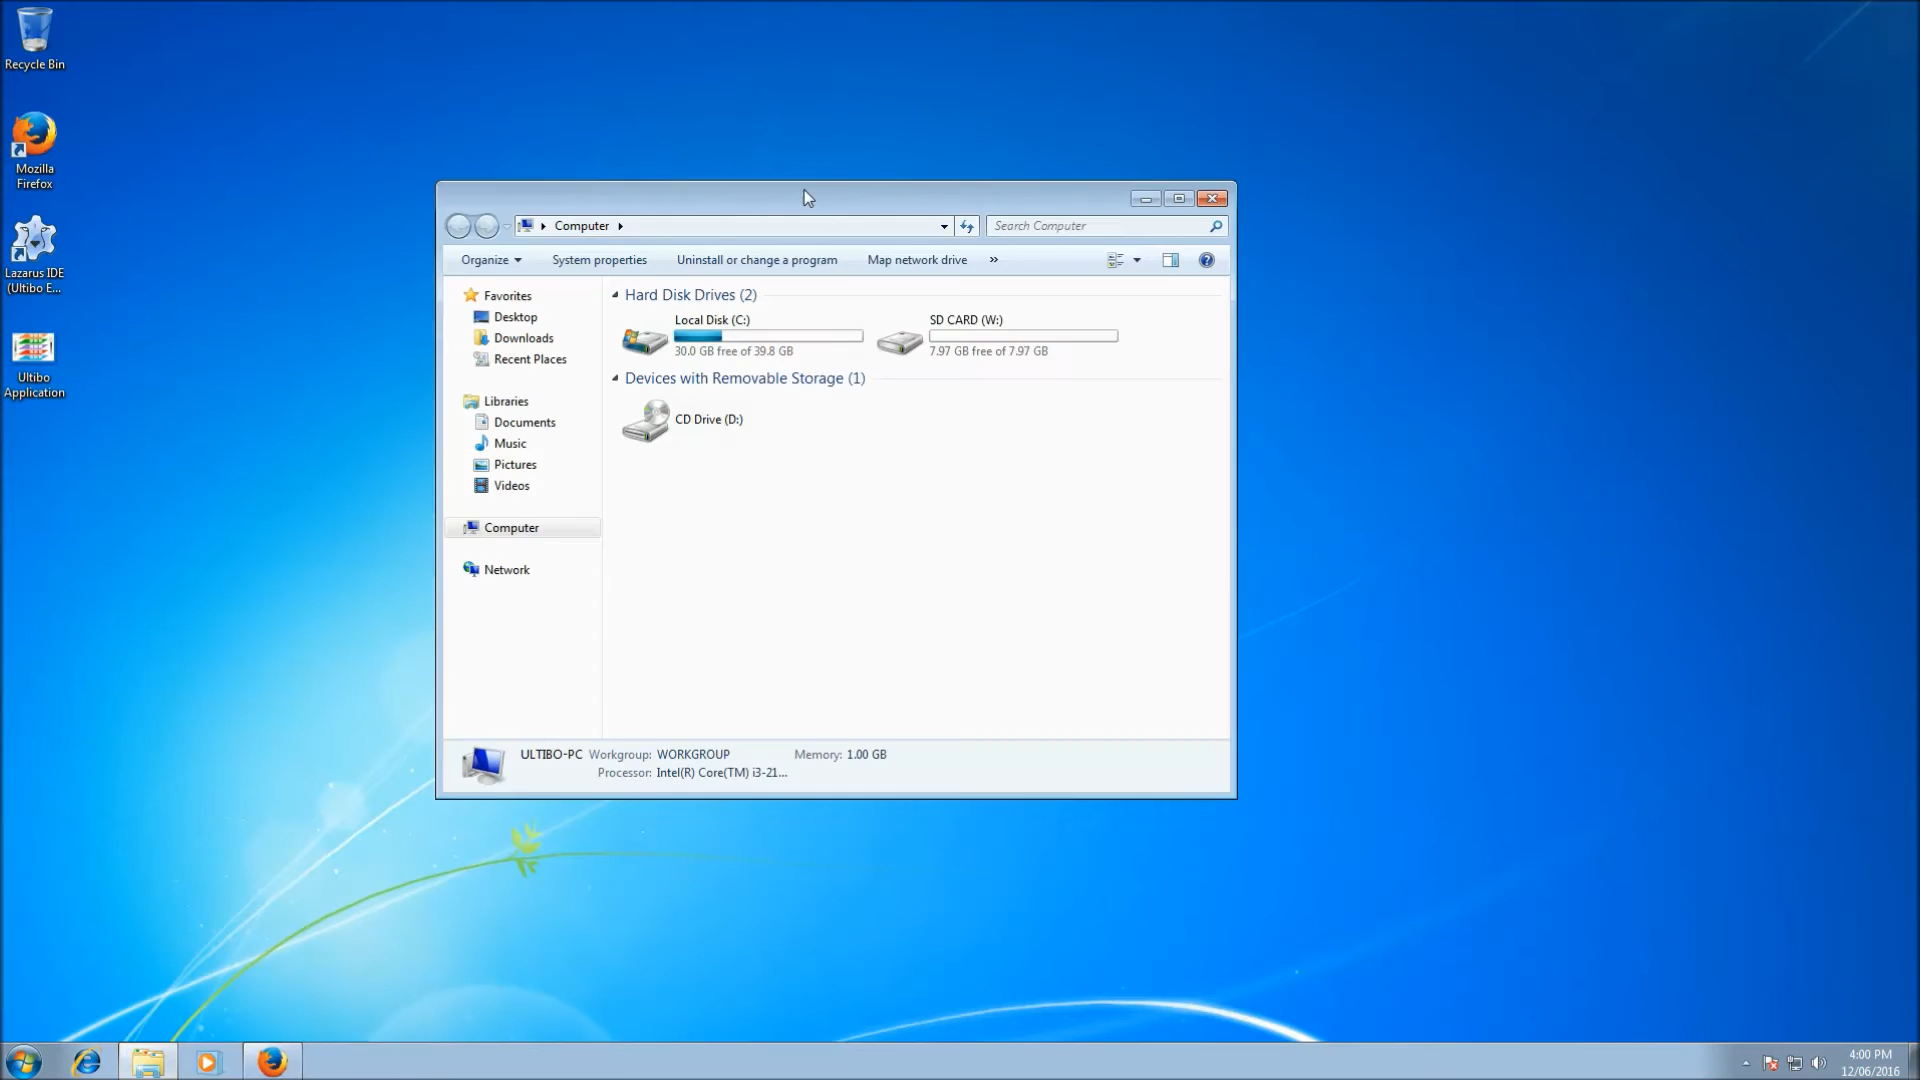 Recycle Bin
Mozilla
Firefox
Lazarus IDE
(Ultibo E...
Ultibo
Application
Computer
Search Computer
Organize
System properties
Uninstall or change a program
Map network drive
»
Favorites
Desktop
Downloads
Recent Places
Libraries
Documents
Music
Pictures
Videos
Computer
Network
Hard Disk Drives (2)
Local Disk (C:)
30.0 GB free of 39.8 GB
SD CARD (W:)
7.97 GB free of 7.97 GB
Devices with Removable Storage (1)
CD Drive (D:)
ULTIBO-PC Workgroup: WORKGROUP Memory: 1.00 GB
Processor: Intel(R) Core(TM) i3-21...
4:00 PM
12/06/2016